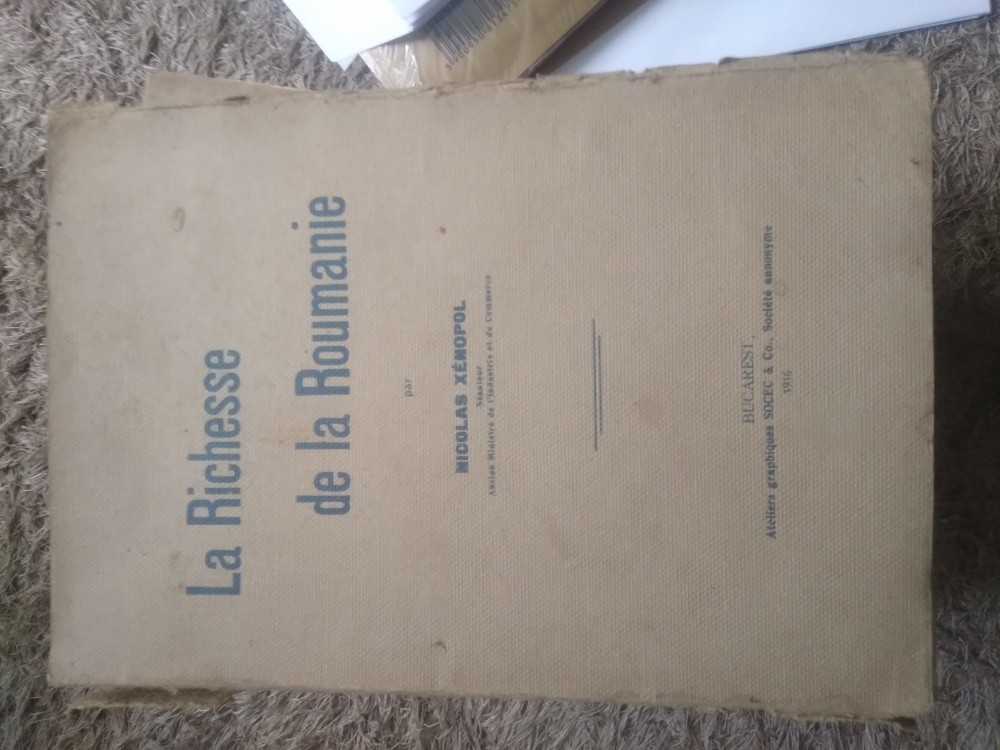 La Richesse
de la Roumanie
par
NICOLAS XÉNOPOL
Sénateur
Ancien Ministre de l'Industrie et du Commerce
BUCAREST.
Ateliers graphiques SOCEC & Co., Société annonyme
1916